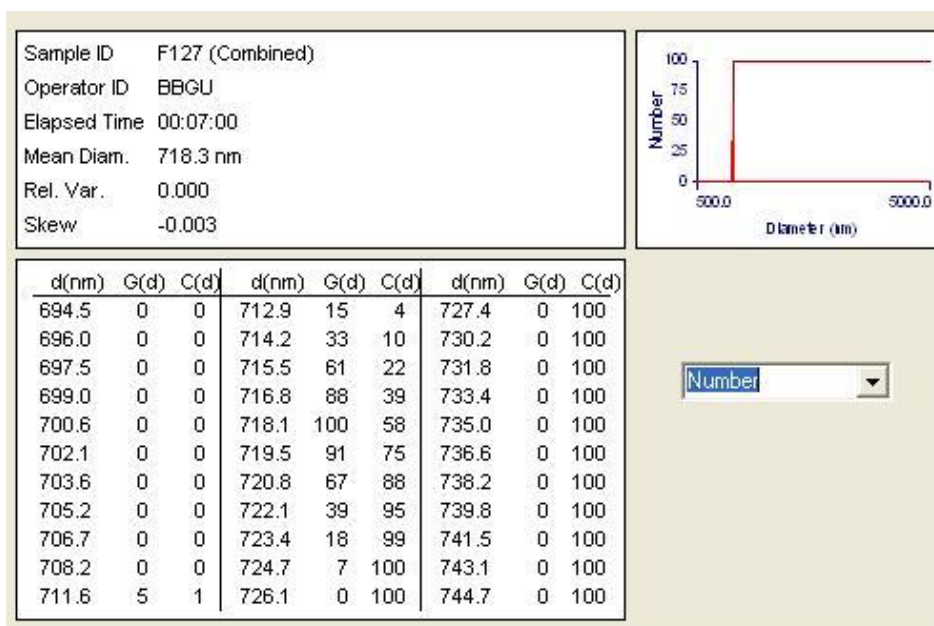 Sample ID F127 (Combined)
Operator ID BBGU
Elapsed Time 00:07:00
Mean Diam. 718.3 nm
Rel. Var. 0.000
Skew -0.003
100
75
50
25
0
Number
500.0 5000.0
Diameter (nm)
d(nm) G(d) C(d) d(nm) G(d) C(d) d(nm) G(d) C(d)
694.5 0 0 712.9 15 4 727.4 0 100
696.0 0 0 714.2 33 10 730.2 0 100
697.5 0 0 715.5 61 22 731.8 0 100
699.0 0 0 716.8 88 39 733.4 0 100
700.6 0 0 718.1 100 58 735.0 0 100
702.1 0 0 719.5 91 75 736.6 0 100
703.6 0 0 720.8 67 88 738.2 0 100
705.2 0 0 722.1 39 95 739.8 0 100
706.7 0 0 723.4 18 99 741.5 0 100
708.2 0 0 724.7 7 100 743.1 0 100
711.6 5 1 726.1 0 100 744.7 0 100
Number